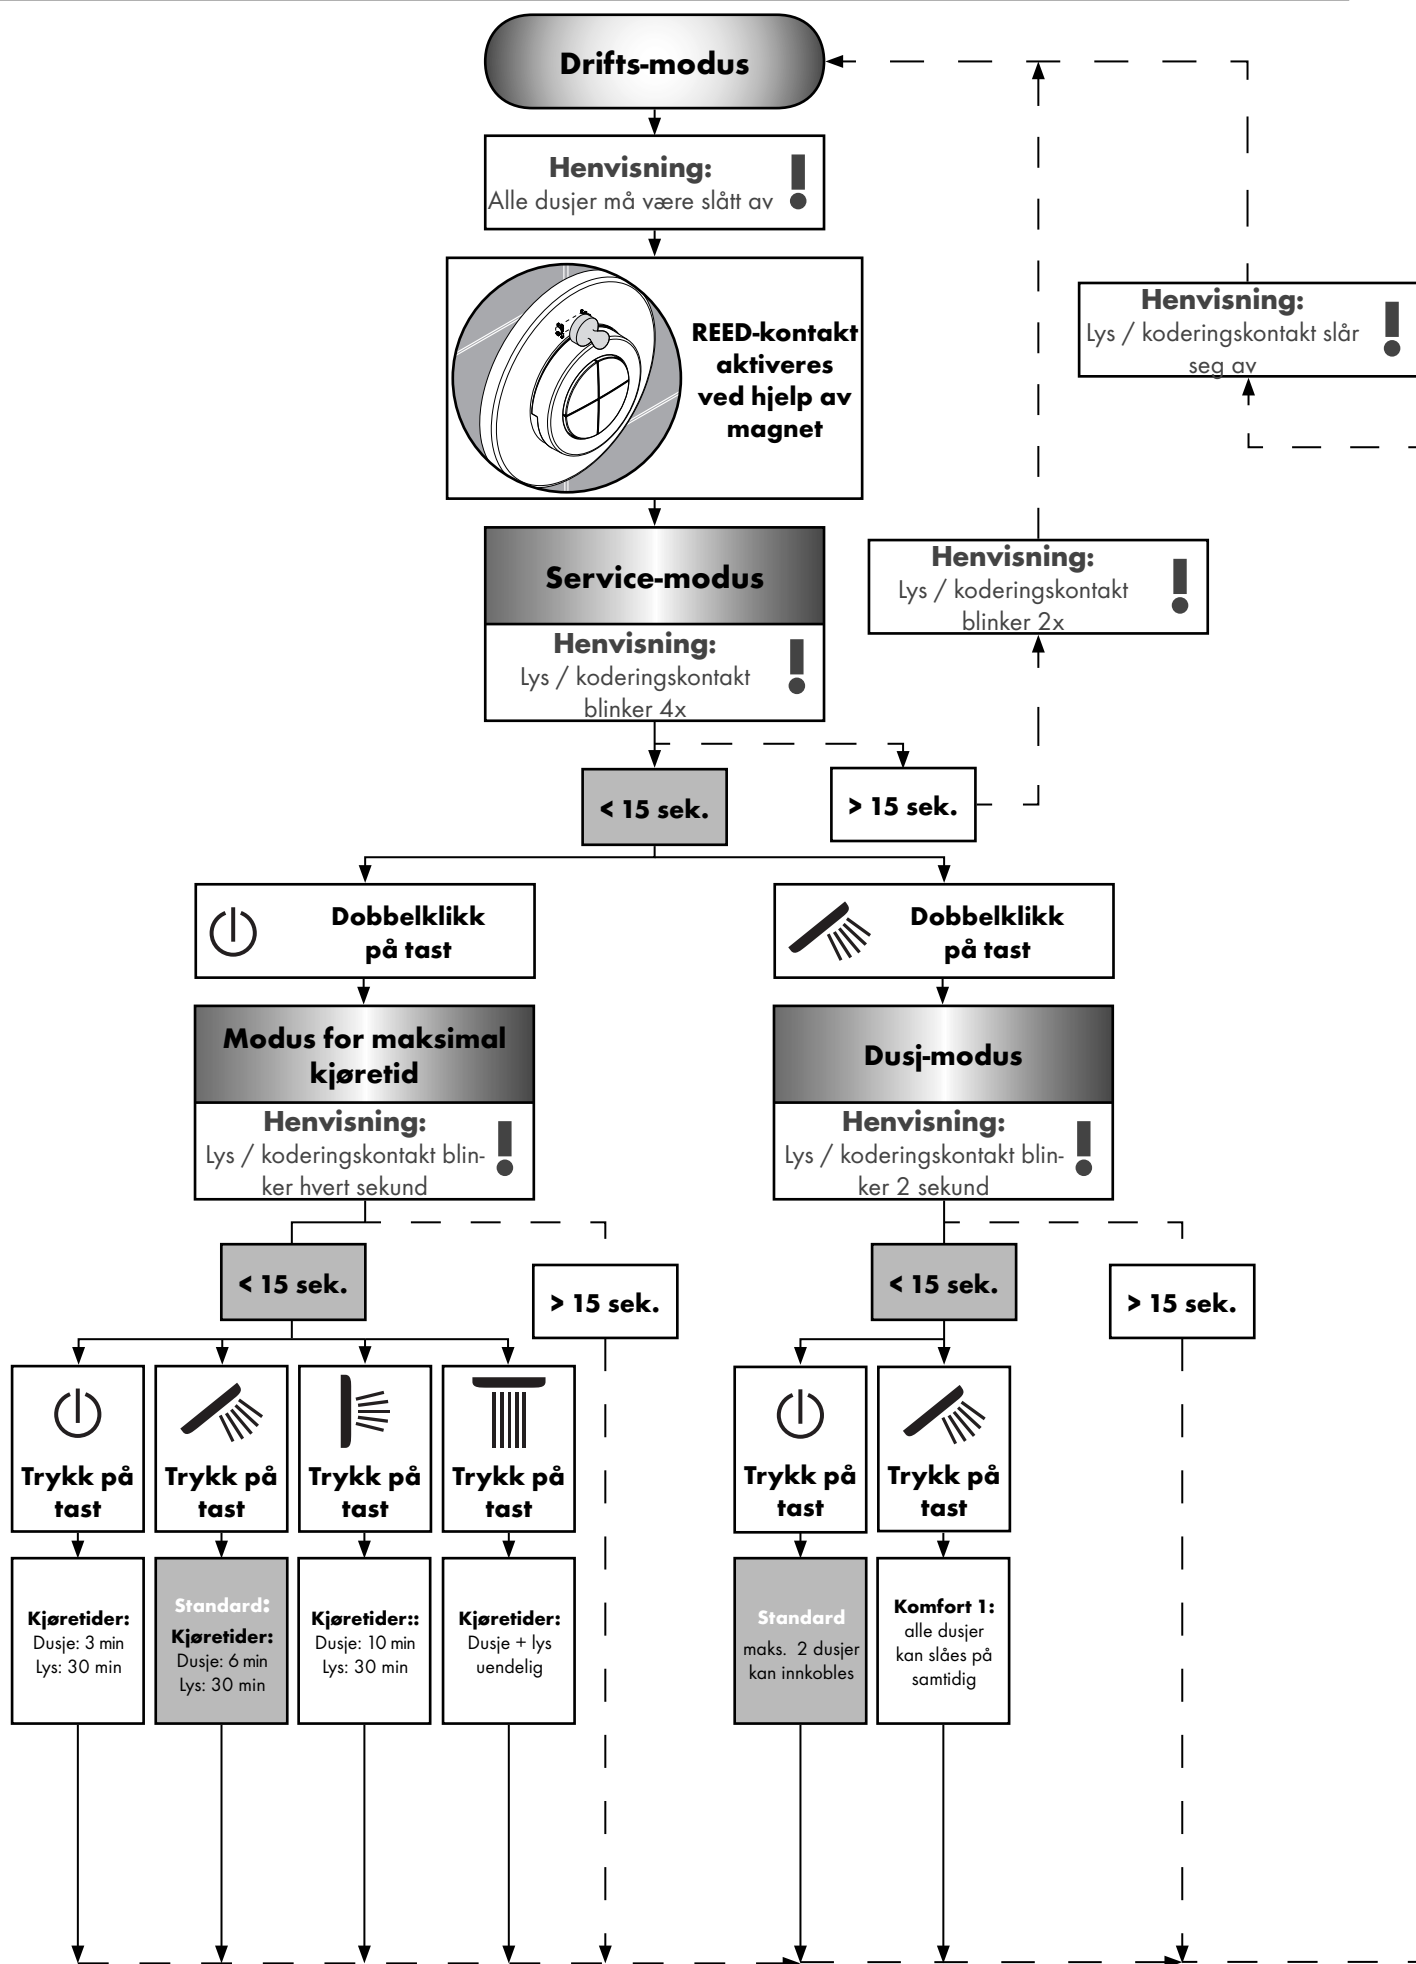 Drifts-modus
Henvisning:
Alle dusjer må være slått av
REED-kontakt
aktiveres
ved hjelp av
magnet
Henvisning:
Lys / koderingskontakt slår
seg av
Service-modus
Henvisning:
Lys / koderingskontakt
blinker 4x
Henvisning:
Lys / koderingskontakt
blinker 2x
< 15 sek.
> 15 sek.
Dobbelklikk
på tast
Dobbelklikk
på tast
Modus for maksimal
kjøretid
Henvisning:
Lys / koderingskontakt blin-
ker hvert sekund
Dusj-modus
Henvisning:
Lys / koderingskontakt blin-
ker 2 sekund
< 15 sek.
> 15 sek.
< 15 sek.
> 15 sek.
Trykk på
tast
Trykk på
tast
Trykk på
tast
Trykk på
tast
Trykk på
tast
Trykk på
tast
Kjøretider:
Dusje: 3 min
Lys: 30 min
Standard:
Kjøretider:
Dusje: 6 min
Lys: 30 min
Kjøretider::
Dusje: 10 min
Lys: 30 min
Kjøretider:
Dusje + lys
uendelig
Standard
maks. 2 dusjer
kan innkobles
Komfort 1:
alle dusjer
kan slåes på
samtidig